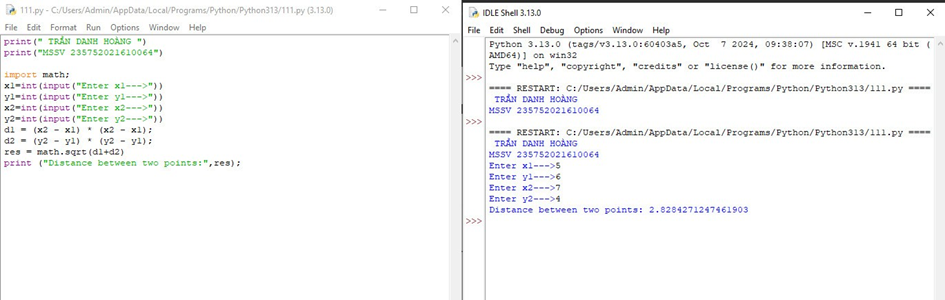 111.py - C:/Users/Admin/AppData/Local/Programs/Python/Python313/111.py (3.13.0)
File Edit Format Run Options Window Help
print(" TRẦN DANH HOÀNG ")
print("MSSV 235752021610064")
import math;
x1=int(input("Enter x1--->"))
y1=int(input("Enter y1--->"))
x2=int(input("Enter x2--->"))
y2=int(input("Enter y2--->"))
d1 = (x2 - x1) * (x2 - x1);
d2 = (y2 - y1) * (y2 - y1);
res = math.sqrt(d1+d2)
print ("Distance between two points:",res);
IDLE Shell 3.13.0
File Edit Shell Debug Options Window Help
Python 3.13.0 (tags/v3.13.0:60403a5, Oct 7 2024, 09:38:07) [MSC v.1941 64 bit (
AMD64)] on win32
Type "help", "copyright", "credits" or "license()" for more information.
>>>
==== RESTART: C:/Users/Admin/AppData/Local/Programs/Python/Python313/111.py ====
TRẦN DANH HOÀNG
MSSV 235752021610064
>>>
==== RESTART: C:/Users/Admin/AppData/Local/Programs/Python/Python313/111.py ====
TRẦN DANH HOÀNG
MSSV 235752021610064
Enter x1--->5
Enter y1--->6
Enter x2--->7
Enter y2--->4
Distance between two points: 2.8284271247461903
>>>